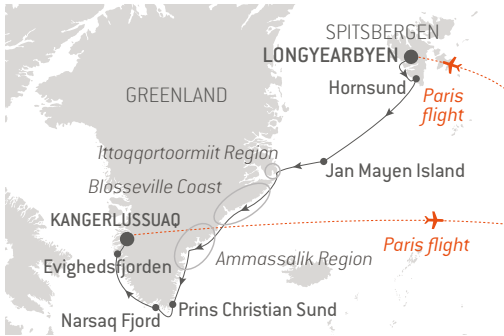 SPITSBERGEN
LONGYEARBYEN
Hornsund
Paris
flight
GREENLAND
Ittoqqortoormiit Region
Jan Mayen Island
Blosseville Coast
KANGERLUSSUAQ
Paris flight
Evighedsfjorden
Ammassalik Region
Prins Christian Sund
Narsaq Fjord